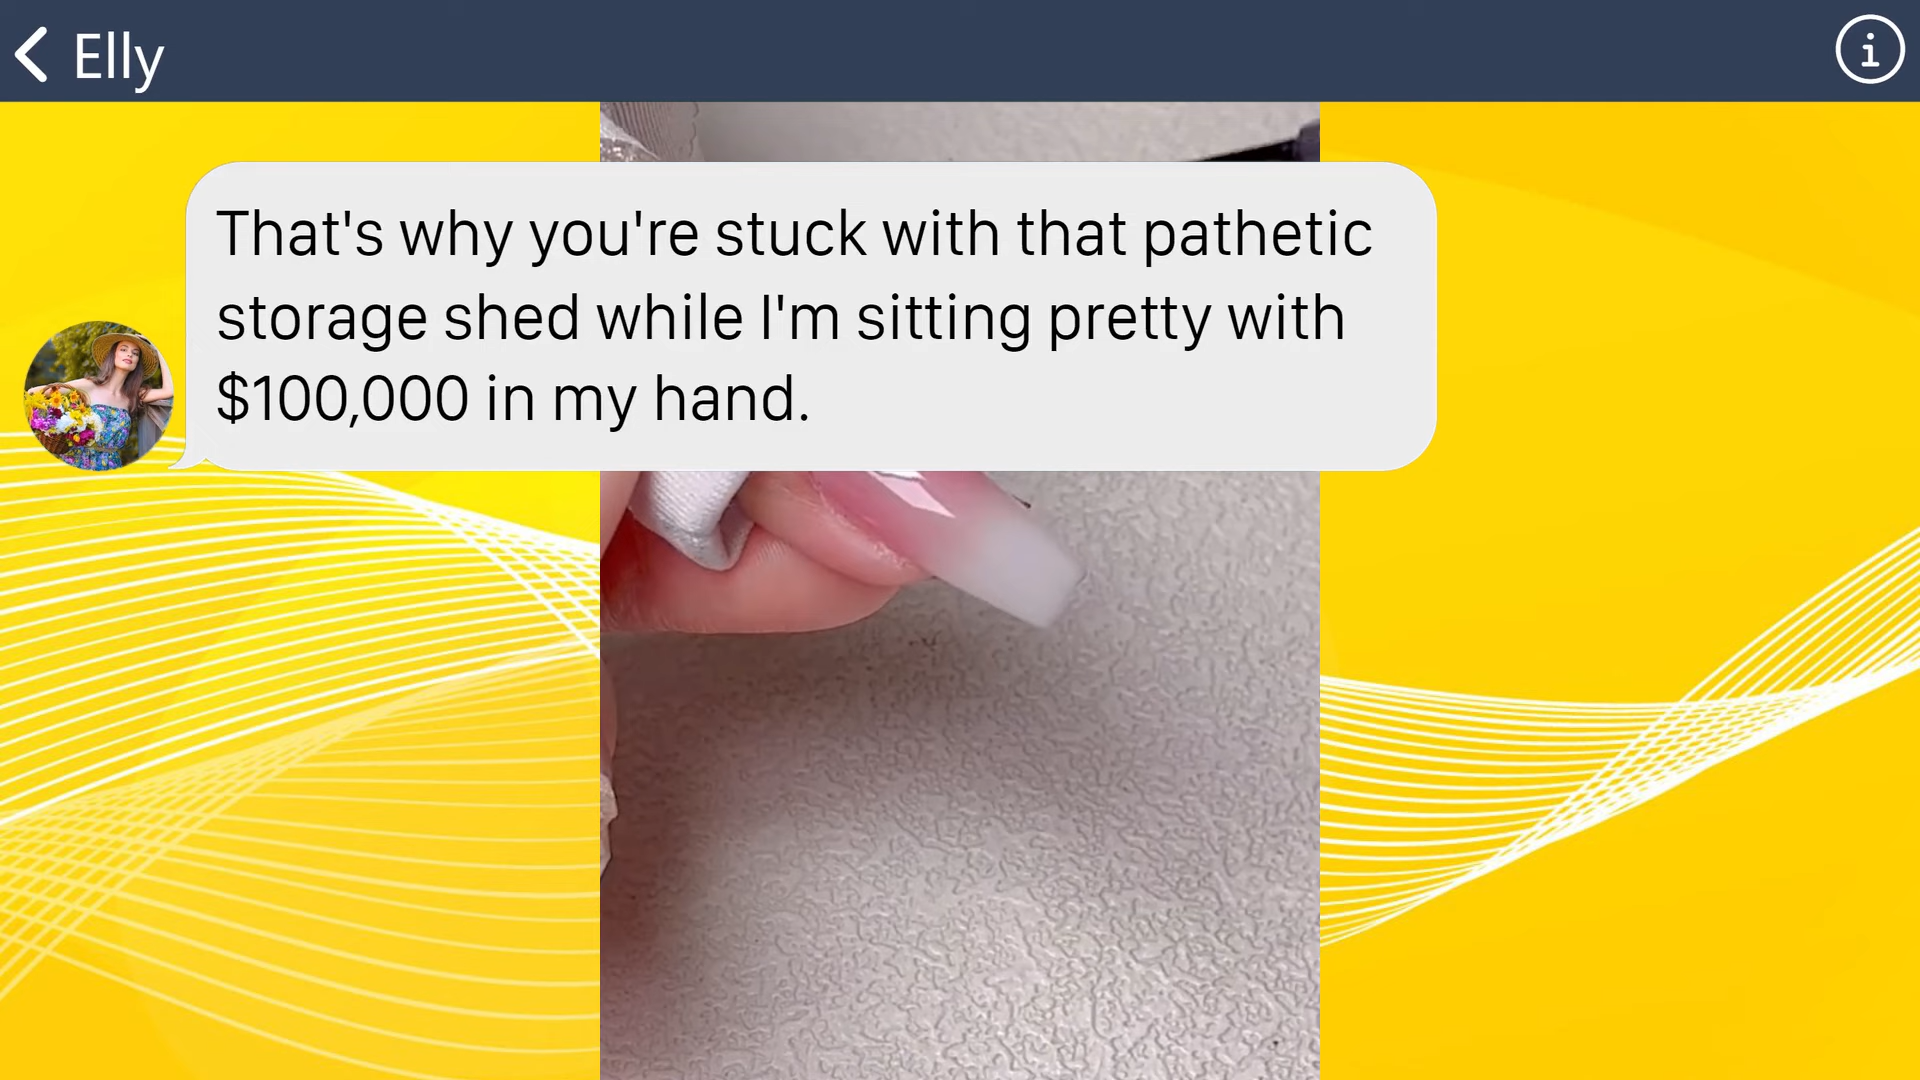 Elly
That's why you're stuck with that pathetic
storage shed while I'm sitting pretty with
$100,000 in my hand.